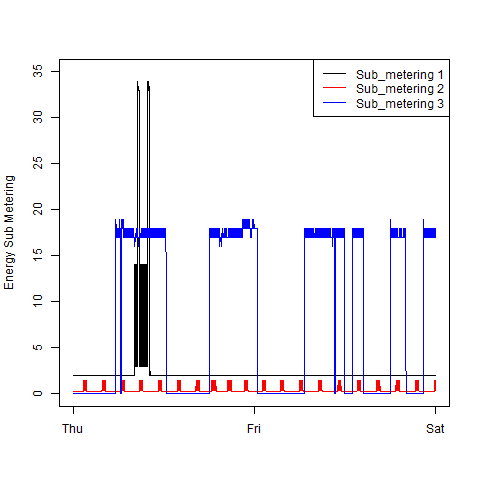 Sub_metering 1
Sub_metering 2
Sub_metering 3
Energy Sub Metering
35
30
25
20
15
10
5
0
Thu Fri Sat